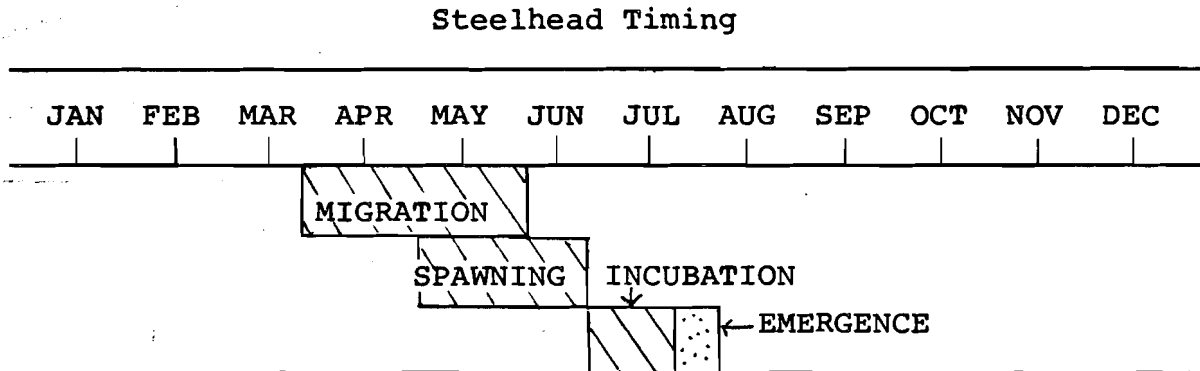 Steelhead Timing
JAN FEB MAR APR MAY JUN JUL AUG SEP OCT NOV DEC
MIGRATION
SPAWNING INCUBATION
EMERGENCE